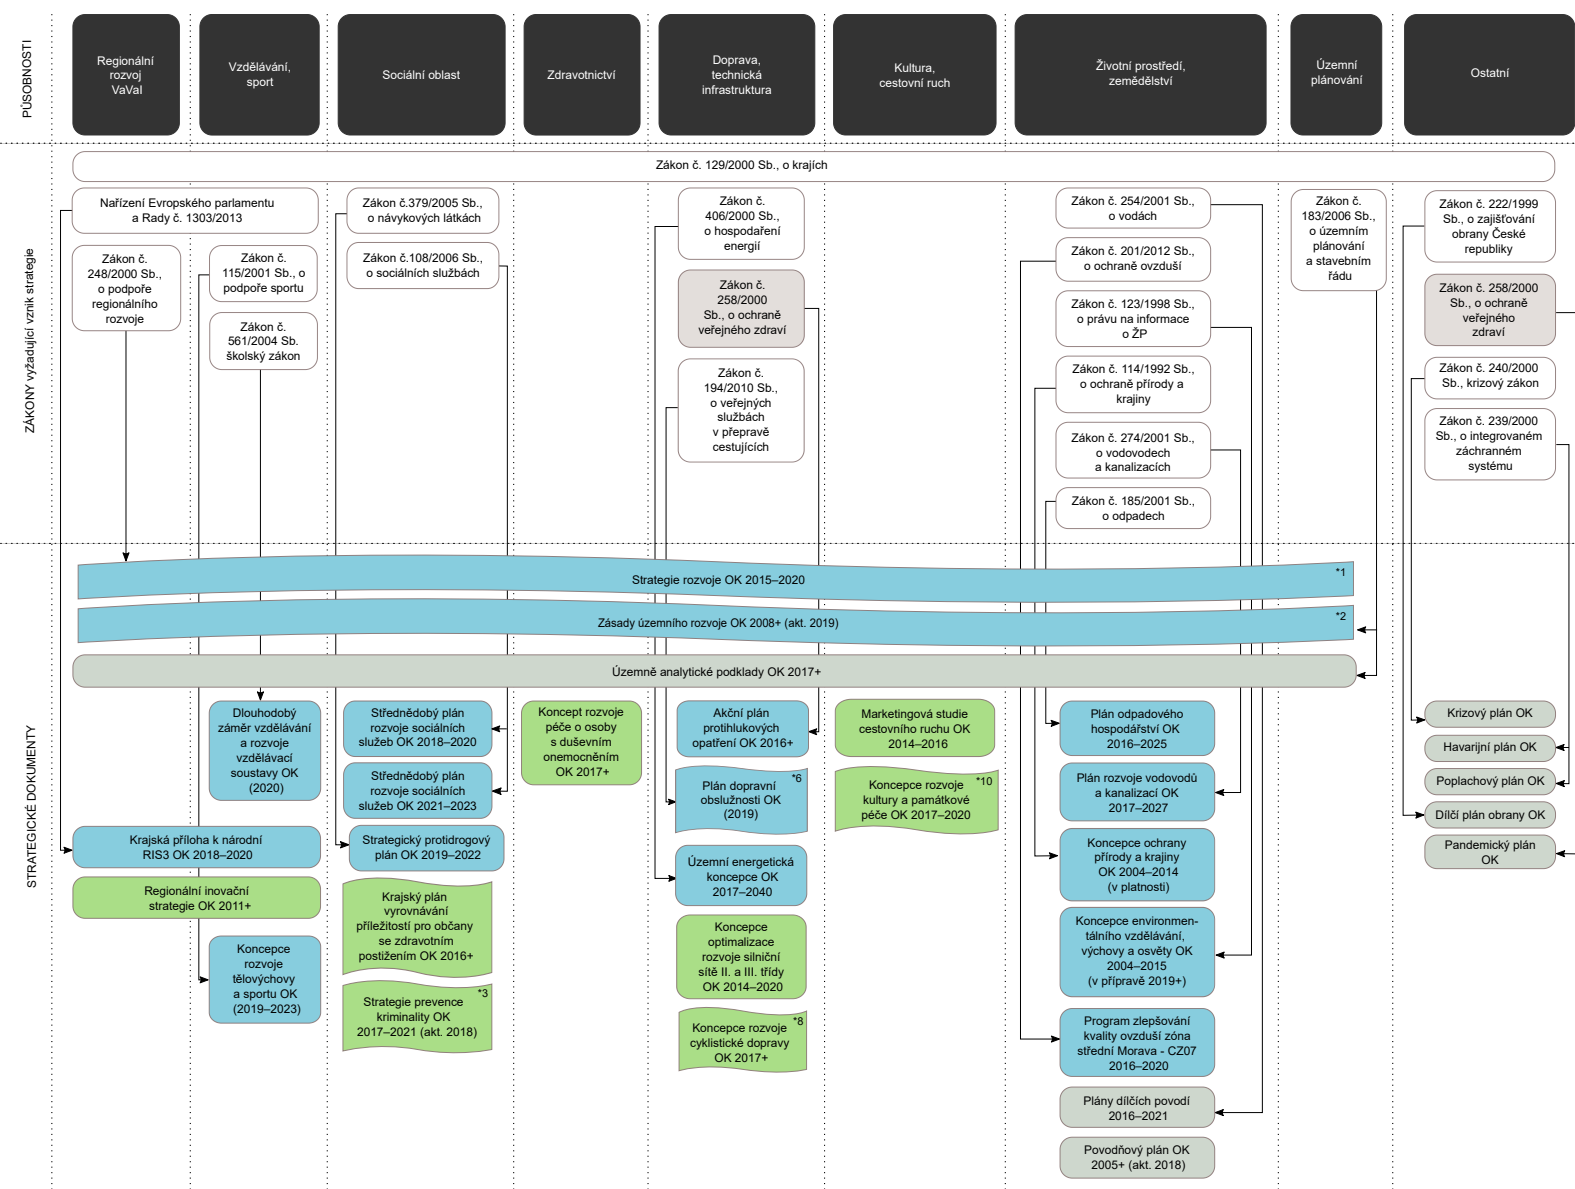 PŮSOBNOSTI
Regionální
rozvoj
VaVaI
Vzdělávání,
sport
Sociální oblast
Zdravotnictví
Doprava,
technická
infrastruktura
Kultura,
cestovní ruch
Životní prostředí,
zemědělství
Územní
plánování
Ostatní
ZÁKONY vyžadující vznik strategie
Zákon č. 129/2000 Sb., o krajích
Nařízení Evropského parlamentu
a Rady č. 1303/2013
Zákon č.
248/2000 Sb.,
o podpoře
regionálního
rozvoje
Zákon č.
115/2001 Sb., o
podpoře sportu
Zákon č.
561/2004 Sb.
školský zákon
Zákon č.379/2005 Sb.,
o návykových látkách
Zákon č.108/2006 Sb.,
o sociálních službách
Zákon č.
406/2000 Sb.,
o hospodaření
energií
Zákon č.
258/2000
Sb., o ochraně
veřejného zdraví
Zákon č.
194/2010 Sb.,
o veřejných
službách
v přepravě
cestujících
Zákon č. 254/2001 Sb.,
o vodách
Zákon č. 201/2012 Sb.,
o ochraně ovzduší
Zákon č. 123/1998 Sb.,
o právu na informace
o ŽP
Zákon č. 114/1992 Sb.,
o ochraně přírody a
krajiny
Zákon č. 274/2001 Sb.,
o vodovodech
a kanalizacích
Zákon č. 185/2001 Sb.,
o odpadech
Zákon č.
183/2006 Sb.,
o územním
plánování
a stavebním
řádu
Zákon č. 222/1999
Sb., o zajišťování
obrany České
republiky
Zákon č. 258/2000
Sb., o ochraně
veřejného
zdraví
Zákon č. 240/2000
Sb., krizový zákon
Zákon č. 239/2000
Sb., o integrovaném
záchranném
systému
STRATEGICKÉ DOKUMENTY
Strategie rozvoje OK 2015–2020
*1
Zásady územního rozvoje OK 2008+ (akt. 2019)
*2
Územně analytické podklady OK 2017+
Krajská příloha k národní
RIS3 OK 2018–2020
Regionální inovační
strategie OK 2011+
Dlouhodobý
záměr vzdělávání
a rozvoje
vzdělávací
soustavy OK
(2020)
Koncepce
rozvoje
tělovýchovy
a sportu OK
(2019–2023)
Střednědobý plán
rozvoje sociálních
služeb OK 2018–2020
Střednědobý plán
rozvoje sociálních
služeb OK 2021–2023
Strategický protidrogový
plán OK 2019–2022
Krajský plán
vyrovnávání
příležitostí pro občany
se zdravotním
postižením OK 2016+
*3
Strategie prevence
kriminality OK
2017–2021 (akt. 2018)
Koncept rozvoje
péče o osoby
s duševním
onemocněním
OK 2017+
Akční plán
protihlukových
opatření OK 2016+
*6
Plán dopravní
obslužnosti OK
(2019)
Územní energetická
koncepce OK
2017–2040
Koncepce
optimalizace
rozvoje silniční
sítě II. a III. třídy
OK 2014–2020
*8
Koncepce rozvoje
cyklistické dopravy
OK 2017+
Marketingová studie
cestovního ruchu OK
2014–2016
*10
Koncepce rozvoje
kultury a památkové
péče OK 2017–2020
Plán odpadového
hospodářství OK
2016–2025
Plán rozvoje vodovodů
a kanalizací OK
2017–2027
Koncepce ochrany
přírody a krajiny
OK 2004–2014
(v platnosti)
Koncepce environmen-
tálního vzdělávání,
výchovy a osvěty OK
2004–2015
(v přípravě 2019+)
Program zlepšování
kvality ovzduší zóna
střední Morava - CZ07
2016–2020
Plány dílčích povodí
2016–2021
Povodňový plán OK
2005+ (akt. 2018)
Krizový plán OK
Havarijní plán OK
Poplachový plán OK
Dílčí plán obrany OK
Pandemický plán
OK